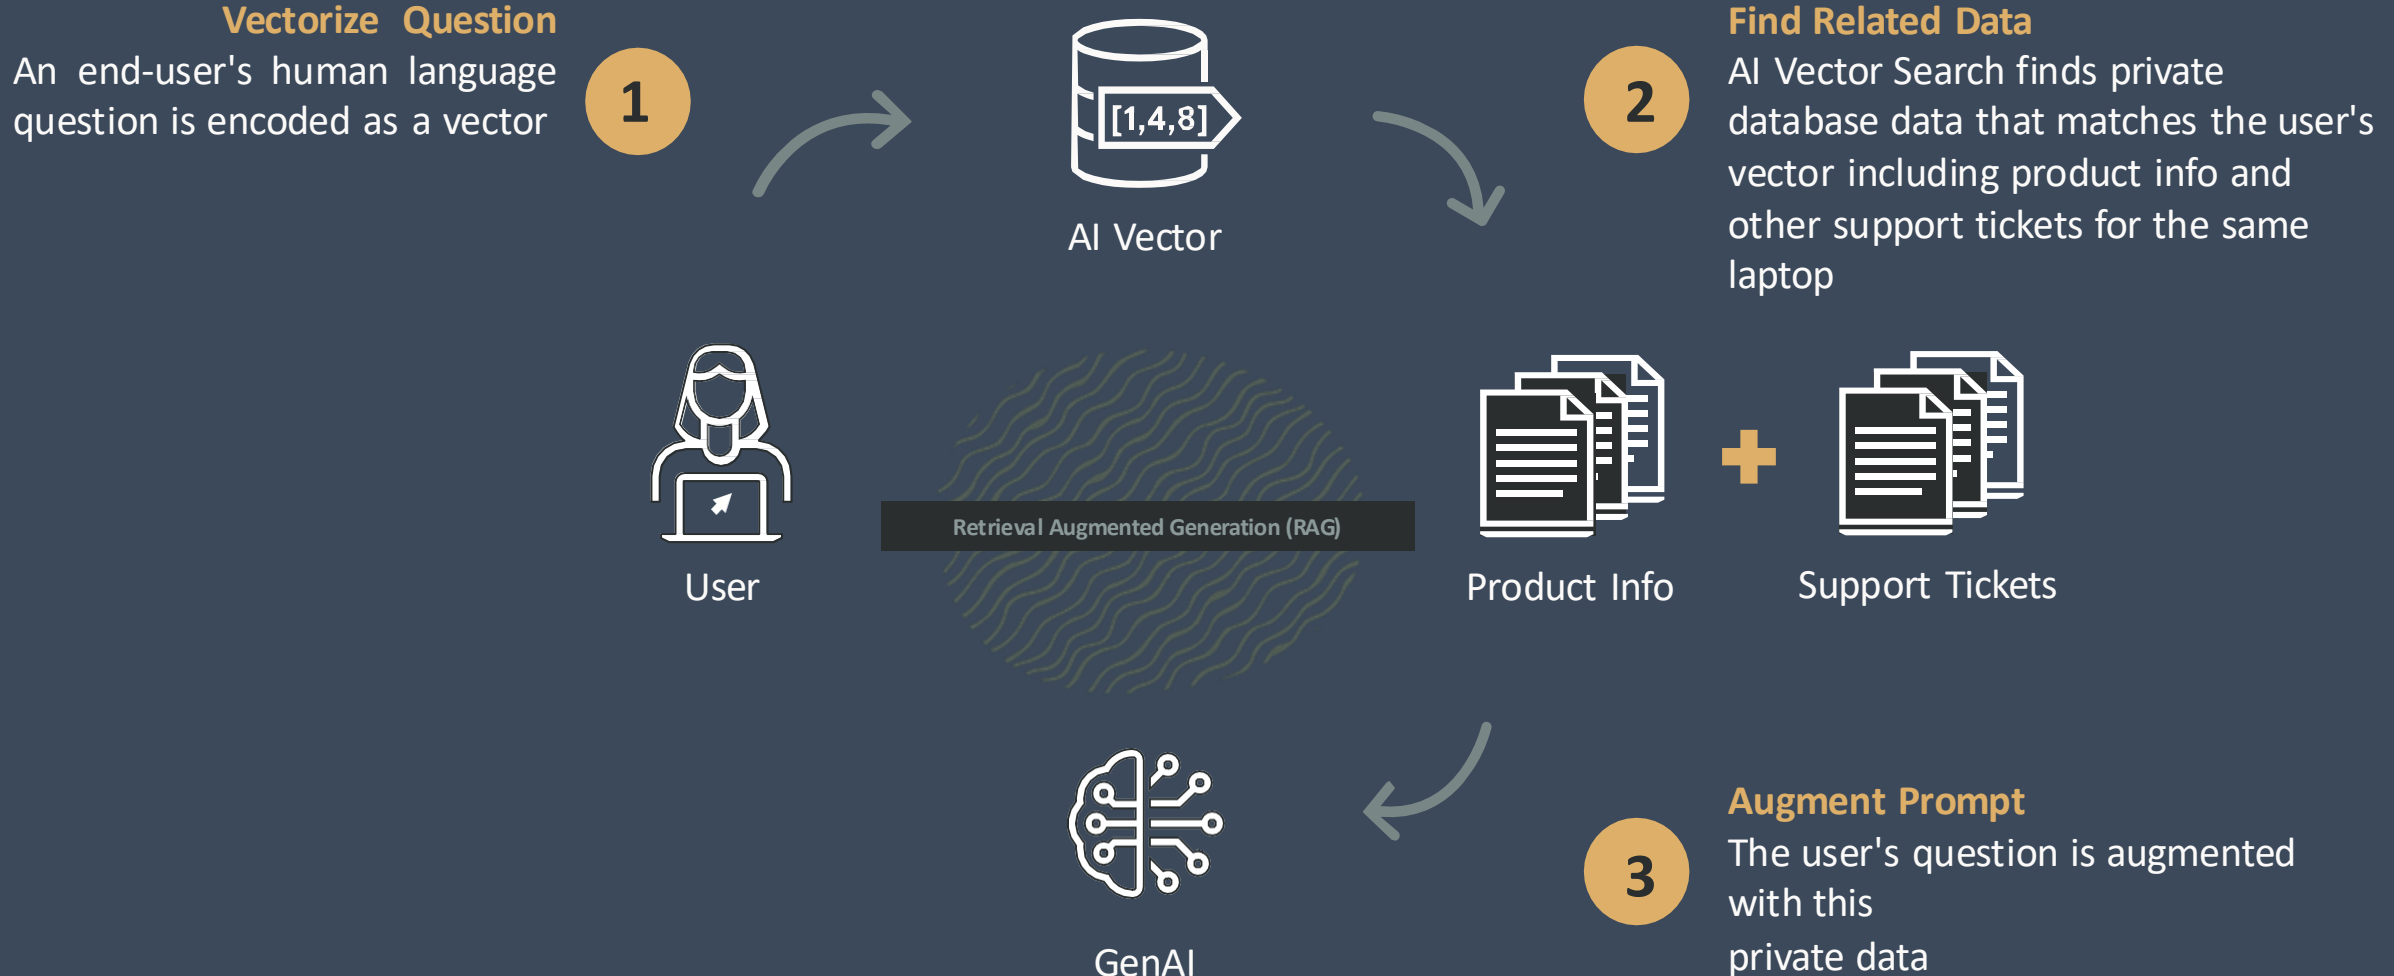 Vectorize Question
An end-user's human language
question is encoded as a vector
1
[1,4,8]
AI Vector
2
Find Related Data
AI Vector Search finds private
database data that matches the user's
vector including product info and
other support tickets for the same
laptop
User
Retrieval Augmented Generation (RAG)
Product Info
Support Tickets
GenAI
3
Augment Prompt
The user's question is augmented
with this
private data